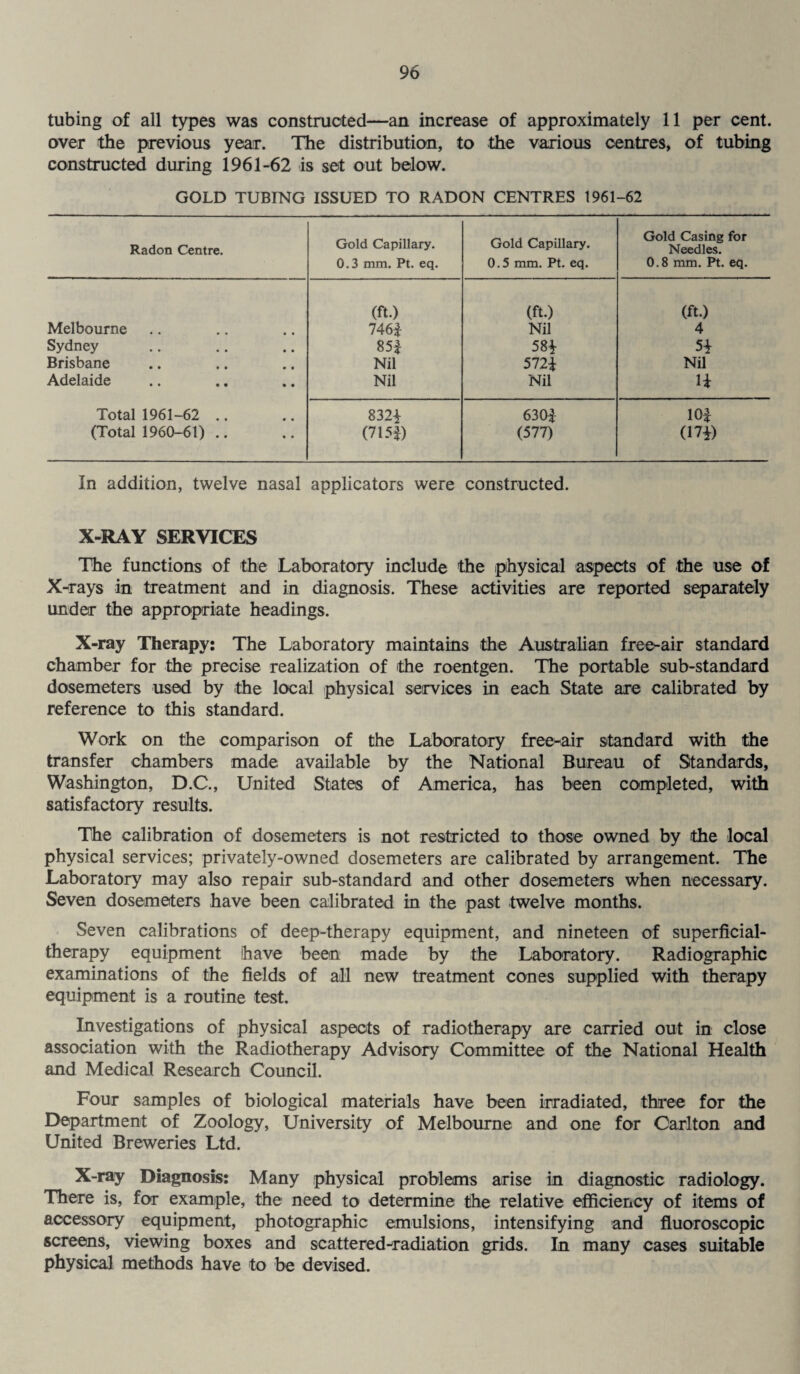 96
tubing of all types was constructed—an increase of approximately 11 per cent.
over the previous year. The distribution, to the various centres, of tubing
constructed during 1961-62 is set out below.
GOLD TUBING ISSUED TO RADON CENTRES 1961-62
Radon Centre. Gold Capillary. 0.3 mm. Pt. eq. Gold Capillary. 0.5 mm. Pt. eq. Gold Casing for Needles. 0.8 mm. Pt. eq.
(ft.) (ft.) (ft.)
Melbourne .. .. .. 746¾ Nil 4
Sydney .. .. .. 85¾ 58½ 5½
Brisbane .. .. .. Nil 572¼ Nil
Adelaide .. .. .. Nil Nil 1¼
Total 1961-62 .. .. 832½ 630¾ 10¾
(Total 1960-61) .. .. (715¾) (577) (17½)
In addition, twelve nasal applicators were constructed.
X-RAY SERVICES
The functions of the Laboratory include the physical aspects of the use of
X-rays in treatment and in diagnosis. These activities are reported separately
under the appropriate headings.
X-ray Therapy: The Laboratory maintains the Australian free-air standard
chamber for the precise realization of the roentgen. The portable sub-standard
dosemeters used by the local physical services in each State are calibrated by
reference to this standard.
Work on the comparison of the Laboratory free-air standard with the
transfer chambers made available by the National Bureau of Standards,
Washington, D.C., United States of America, has been completed, with
satisfactory results.
The calibration of dosemeters is not restricted to those owned by the local
physical services; privately-owned dosemeters are calibrated by arrangement. The
Laboratory may also repair sub-standard and other dosemeters when necessary.
Seven dosemeters have been calibrated in the past twelve months.
Seven calibrations of deep-therapy equipment, and nineteen of superficial-
therapy equipment have been made by the Laboratory. Radiographic
examinations of the fields of all new treatment cones supplied with therapy
equipment is a routine test.
Investigations of physical aspects of radiotherapy are carried out in close
association with the Radiotherapy Advisory Committee of the National Health
and Medical Research Council.
Four samples of biological materials have been irradiated, three for the
Department of Zoology, University of Melbourne and one for Carlton and
United Breweries Ltd.
X-ray Diagnosis: Many physical problems arise in diagnostic radiology.
There is, for example, the need to determine the relative efficiency of items of
accessory equipment, photographic emulsions, intensifying and fluoroscopic
screens, viewing boxes and scattered-radiation grids. In many cases suitable
physical methods have to be devised.